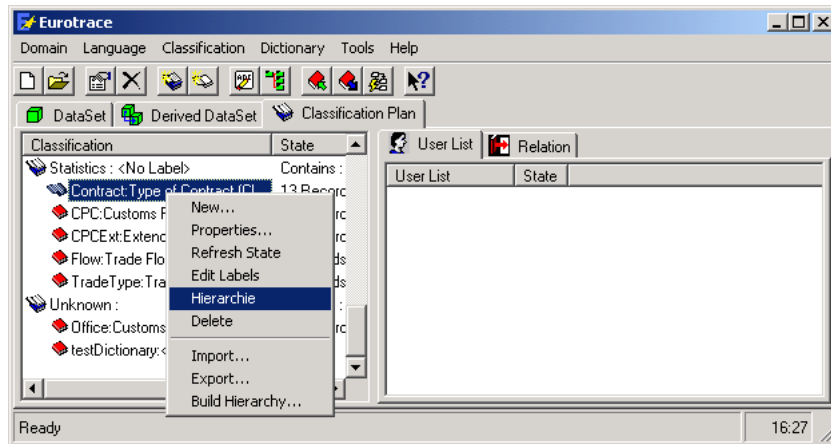 Eurotrace
Domain Language Classification Dictionary Tools Help
DataSet Derived DataSet Classification Plan
Classification State
User List Relation
User List State
Statistics : <No Label> Contains :
Contract:Type of Contract (Cl... 13 Record
CPC:Customs
CPCExt:Extend
Flow:Trade Flo
TradeType:Tra
Unknown :
Office:Customs
testDictionary:<
New...
Properties...
Refresh State
Edit Labels
Hierarchie
Delete
Import...
Export...
Build Hierarchy...
Ready 16:27